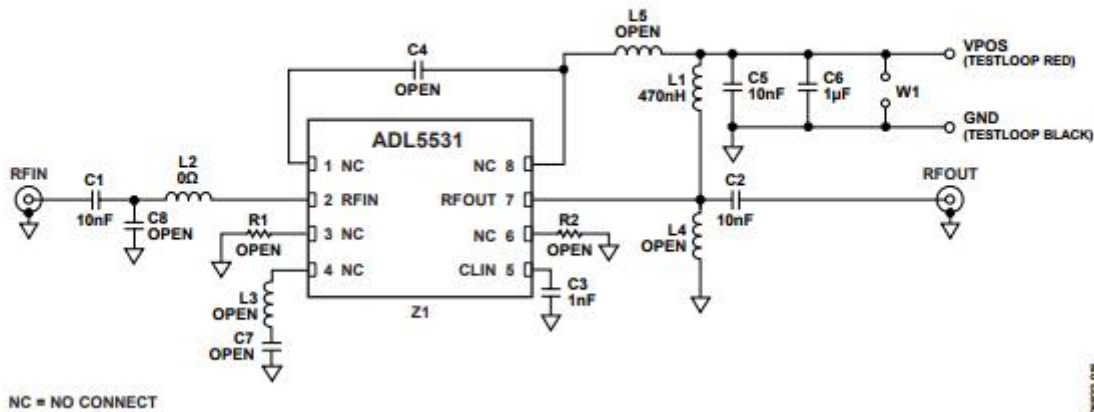 L5
OPEN
C4
OPEN
VPOS
(TESTLOOP RED)
L1
470nH
C5
10nF
C6
1µF
W1
GND
(TESTLOOP BLACK)
ADL5531
1 NC
NC 8
RFIN
C1
10nF
L2
0Ω
C8
OPEN
2 RFIN
RFOUT 7
C2
10nF
RFOUT
R1
OPEN
3 NC
NC 6
R2
OPEN
L4
OPEN
4 NC
CLIN 5
C3
1nF
L3
OPEN
C7
OPEN
Z1
NC = NO CONNECT